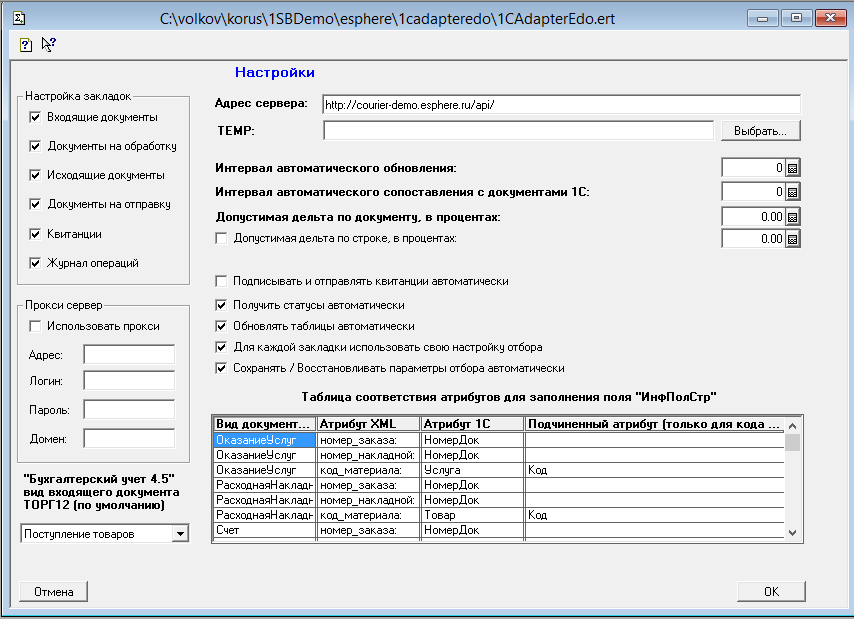 C:\volkov\korus\1SBDemo\esphere\1cadapteredo\1CAdapterEdo.ert
Настройки
Настройка закладок
Входящие документы
Документы на обработку
Исходящие документы
Документы на отправку
Квитанции
Журнал операций
Прокси сервер
Использовать прокси
Адрес:
Логин:
Пароль:
Домен:
"Бухгалтерский учет 4.5"
вид входящего документа
ТОРГ12 (по умолчанию)
Поступление товаров
Адрес сервера: http://courier-demo.esphere.ru/api/
TEMP: Выбрать...
Интервал автоматического обновления: 0
Интервал автоматического сопоставления с документами 1С: 0
Допустимая дельта по документу, в процентах: 0.00
Допустимая дельта по строке, в процентах: 0.00
Подписывать и отправлять квитанции автоматически
Получить статусы автоматически
Обновлять таблицы автоматически
Для каждой закладки использовать свою настройку отбора
Сохранять / Восстановливать параметры отбора автоматически
Таблица соответствия атрибутов для заполнения поля "ИнфПолСтр"
Вид документ... Атрибут XML Атрибут 1С Подчиненный атрибут (только для кода ...
ОказаниеУслуг номер_заказа: НомерДок
ОказаниеУслуг номер_накладной: НомерДок
ОказаниеУслуг код_материала: Услуга Код
РасходнаяНакладн номер_заказа: НомерДок
РасходнаяНакладн номер_накладной: НомерДок
РасходнаяНакладн код_материала: Товар Код
Счет номер_заказа: НомерДок
Отмена OK